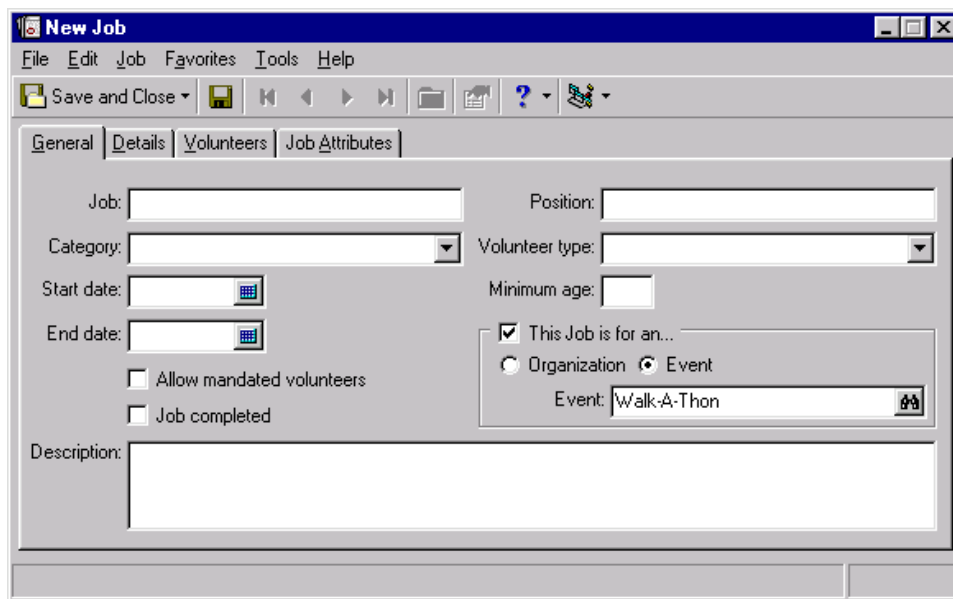 New Job
File Edit Job Favorites Tools Help
Save and Close
General Details Volunteers Job Attributes
Job: Position:
Category: Volunteer type:
Start date: Minimum age:
End date: This Job is for an...
Organization Event
Allow mandated volunteers
Event: Walk-A-Thon
Job completed
Description: